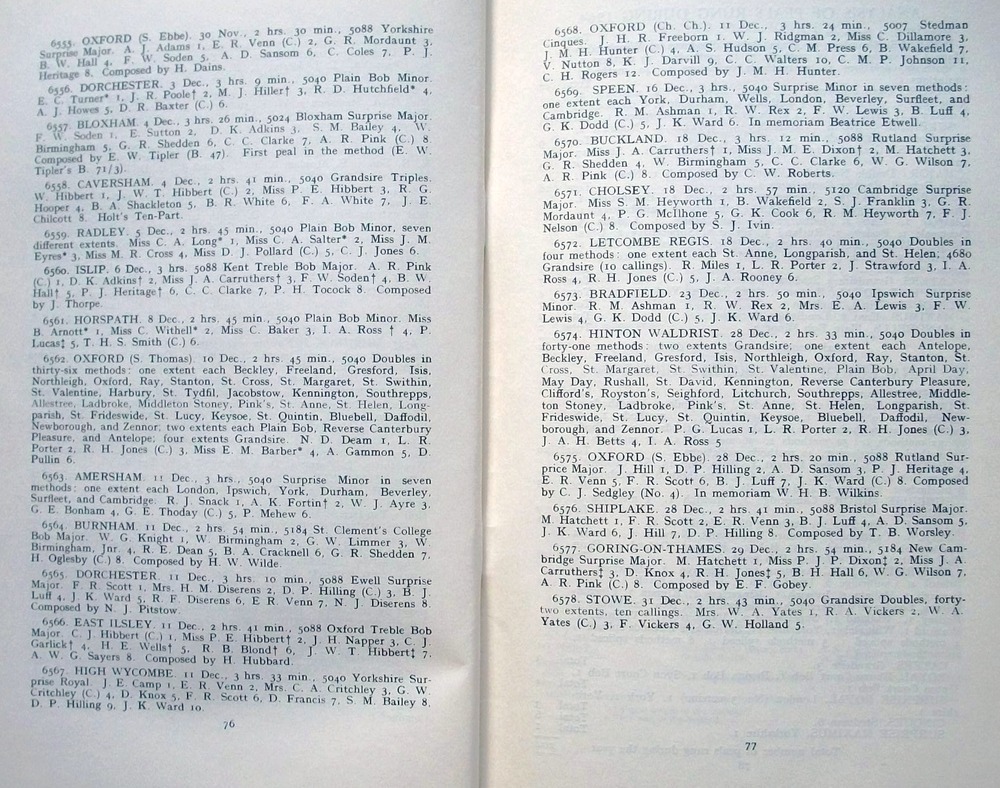 6555. OXFORD (S. Ebbe). 30 Nov., 2 hrs. 30 min., 5088 Yorkshire
Surprise Major. A. J. Adams 1, E. R. Venn (C.) 2, G. R. Mordaunt 3,
B. W. Hall 4, F. W. Soden 5, A. D. Sansom 6, C. Coles 7, P. J.
Heritage 8. Composed by H. Dains.
6556. DORCHESTER. 3 Dec., 3 hrs. 9 min., 5040 Plain Bob Minor.
E. C. Turner* 1, J. R. Poole† 2, M. J. Hiller† 3, R. D. Hutchfield* 4,
A. J. Howes 5, D. R. Baxter (C.) 6.
6557. BLOXHAM. 4 Dec., 3 hrs. 26 min., 5024 Bloxham Surprise Major.
F. W. Soden 1, E. Sutton 2, D. K. Adkins 3, S. M. Bailey 4, W.
Birmingham 5, G. R. Shedden 6, C. C. Clarke 7, A. R. Pink (C.) 8.
Composed by E. W. Tipler (B. 47). First peal in the method (E. W.
Tipler's B. 71/3).
6558. CAVERSHAM. 4 Dec., 2 hrs. 41 min., 5040 Grandsire Triples.
W. Hibbert 1, J. W. T. Hibbert (C.) 2, Miss P. E. Hibbert 3, R. G.
Hooper 4, B. A. Shackleton 5, B. R. White 6, F. A. White 7, J. E.
Chilcott 8. Holt's Ten-Part.
6559. RADLEY. 5 Dec., 2 hrs. 45 min., 5040 Plain Bob Minor, seven
different extents. Miss C. A. Long* 1, Miss C. A. Salter* 2, Miss J. M.
Eyres* 3, Miss M. R. Cross 4, Miss D. J. Pollard (C.) 5, C. J. Jones 6.
6560. ISLIP. 6 Dec., 3 hrs. 5088 Kent Treble Bob Major. A. R. Pink
(C.) 1, D. K. Adkins† 2, Miss J. A. Carruthers† 3, F. W. Soden† 4, B. W.
Hall† 5, P. J. Heritage† 6, C. C. Clarke 7, P. H. Tocock 8. Composed
by J. Thorpe.
6561. HORSPATH. 8 Dec., 2 hrs. 45 min., 5040 Plain Bob Minor. Miss
B. Arnott* 1, Miss C. Withell* 2, Miss C. Baker 3, I. A. Ross † 4, P.
Lucas‡ 5, T. H. S. Smith (C.) 6.
6562. OXFORD (S. Thomas). 10 Dec., 2 hrs. 45 min., 5040 Doubles in
thirty-six methods: one extent each Beckley, Freeland, Gresford, Isis,
Northleigh, Oxford, Ray, Stanton, St. Cross, St. Margaret, St. Swithin,
St. Valentine, Harbury, St. Tydfil, Jacobstow, Kennington, Southrepps,
Allestree, Ladbroke, Middleton Stoney, Pink's, St. Anne, St. Helen, Long-
parish, St. Frideswide, St. Lucy, Keysoe, St. Quintin, Bluebell, Daffodil,
Newborough, and Zennor; two extents each Plain Bob, Reverse Canterbury
Pleasure, and Antelope; four extents Grandsire. N. D. Deam 1, L. R.
Porter 2, R. H. Jones (C.) 3, Miss E. M. Barber* 4, A. Gammon 5, D.
Pullin 6.
6563. AMERSHAM. 11 Dec., 3 hrs., 5040 Surprise Minor in seven
methods: one extent each London, Ipswich, York, Durham, Beverley,
Surfleet, and Cambridge. R. J. Snack 1, A. K. Fortin† 2, W. J. Ayre 3,
G. E. Bonham 4, G. E. Thoday (C.) 5, P. Mehew 6.
6564. BURNHAM. 11 Dec., 2 hrs. 54 min., 5184 St. Clement's College
Bob Major. W. G. Knight 1, W. Birmingham 2, G. W. Limmer 3, W.
Birmingham, Jnr. 4, R. E. Dean 5, B. A. Cracknell 6, G. R. Shedden 7,
H. Oglesby (C.) 8. Composed by H. W. Wilde.
6565. DORCHESTER. 11 Dec., 3 hrs. 10 min., 5088 Ewell Surprise
Major. F. R. Scott 1, Mrs. H. M. Diserens 2, D. P. Hilling (C.) 3, B. J.
Luff 4, J. K. Ward 5, R. F. Diserens 6, E. R. Venn 7, N. J. Diserens 8.
Composed by N. J. Pitstow.
6566. EAST ILSLEY. 11 Dec., 2 hrs. 41 min., 5088 Oxford Treble Bob
Major. C. J. Hibbert (C.) 1, Miss P. E. Hibbert† 2, J. H. Napper 3, C. J.
Garlick† 4, H. E. Wells† 5, R. B. Blond† 6, J. W. T. Hibbert‡ 7,
A. W. G. Sayers 8. Composed by H. Hubbard.
6567. HIGH WYCOMBE. 11 Dec., 3 hrs. 33 min., 5040 Yorkshire Sur-
prise Royal. J. E. Camp 1, E. R. Venn 2, Mrs. C. A. Critchley 3, G. W.
Critchley (C.) 4, D. Knox 5, F. R. Scott 6, D. Francis 7, S. M. Bailey 8,
D. P. Hilling 9, J. K. Ward 10.
76
6568. OXFORD (Ch. Ch.). 11 Dec., 3 hrs. 24 min., 5007 Stedman
Cinques. J. H. R. Freeborn 1, W. J. Ridgman 2, Miss C. Dillamore 3,
J. M. H. Hunter (C.) 4, A. S. Hudson 5, C. M. Press 6, B. Wakefield 7,
V. Nutton 8, K. J. Darvill 9, C. C. Walters 10, C. M. P. Johnson 11,
C. H. Rogers 12. Composed by J. M. H. Hunter.
6569. SPEEN. 16 Dec., 3 hrs., 5040 Surprise Minor in seven methods:
one extent each York, Durham, Wells, London, Beverley, Surfleet, and
Cambridge. R. M. Ashman 1, R. W. Rex 2, F. W. Lewis 3, B. Luff 4,
G. K. Dodd (C.) 5, J. K. Ward 6. In memoriam Beatrice Etwell.
6570. BUCKLAND. 18 Dec., 3 hrs. 12 min., 5088 Rutland Surprise
Major. Miss J. A. Carruthers† 1, Miss J. M. E. Dixon† 2, M. Hatchett 3,
G. R. Shedden 4, W. Birmingham 5, C. C. Clarke 6, W. G. Wilson 7,
A. R. Pink (C.) 8. Composed by C. W. Roberts.
6571. CHOLSEY. 18 Dec., 2 hrs. 57 min., 5120 Cambridge Surprise
Major. Miss S. M. Heyworth 1, B. Wakefield 2, S. J. Franklin 3, G. R.
Mordaunt 4, P. G. McIlhone 5, G. K. Cook 6, R. M. Heyworth 7, F. J.
Nelson (C.) 8. Composed by S. J. Ivin.
6572. LETCOMBE REGIS. 18 Dec., 2 hrs. 40 min., 5040 Doubles in
four methods: one extent each St. Anne, Longparish, and St. Helen; 4680
Grandsire (10 callings). R. Miles 1, L. R. Porter 2, J. Strawford 3, I. A.
Ross 4, R. H. Jones (C.) 5, J. A. Rooney 6.
6573. BRADFIELD. 23 Dec., 2 hrs. 50 min., 5040 Ipswich Surprise
Minor. R. M. Ashman 1, R. W. Rex 2, Mrs. E. A. Lewis 3, F. W.
Lewis 4, G. K. Dodd (C.) 5, J. K. Ward 6.
6574. HINTON WALDRIST. 28 Dec., 2 hrs. 33 min., 5040 Doubles in
forty-one methods: two extents Grandsire; one extent each Antelope,
Beckley, Freeland, Gresford, Isis, Northleigh, Oxford, Ray, Stanton, St.
Cross, St. Margaret, St. Swithin, St. Valentine, Plain Bob, April Day,
May Day, Rushall, St. David, Kennington, Reverse Canterbury Pleasure,
Clifford's, Royston's, Seighford, Litchurch, Southrepps, Allestree, Middle-
ton Stoney, Ladbroke, Pink's, St. Anne, St. Helen, Longparish, St.
Frideswide, St. Lucy, St. Quintin, Keysoe, Bluebell, Daffodil, New-
borough, and Zennor. P. G. Lucas 1, L. R. Porter 2, R. H. Jones (C.) 3,
J. A. H. Betts 4, I. A. Ross 5
6575. OXFORD (S. Ebbe). 28 Dec., 2 hrs. 20 min., 5088 Rutland Sur-
prise Major. J. Hill 1, D. P. Hilling 2, A. D. Sansom 3, P. J. Heritage 4,
E. R. Venn 5, F. R. Scott 6, B. J. Luff 7, J. K. Ward (C.) 8. Composed
by C. J. Sedgley (No. 4). In memoriam W. H. B. Wilkins.
6576. SHIPLAKE. 28 Dec., 2 hrs. 41 min., 5088 Bristol Surprise Major.
M. Hatchett 1, F. R. Scott 2, E. R. Venn 3, B. J. Luff 4, A. D. Sansom 5,
J. K. Ward 6, J. Hill 7, D. P. Hilling 8. Composed by T. B. Worsley.
6577. GORING-ON-THAMES. 29 Dec., 2 hrs. 54 min., 5184 New Cam-
bridge Surprise Major. M. Hatchett 1, Miss P. J. P. Dixon‡ 2, Miss J. A.
Carruthers‡ 3, D. Knox 4, R. H. Jones‡ 5, B. H. Hall 6, W. G. Wilson 7,
A. R. Pink (C.) 8. Composed by E. F. Gobey.
6578. STOWE. 31 Dec., 2 hrs. 43 min., 5040 Grandsire Doubles, forty-
two extents, ten callings. Mrs. W. A. Yates 1, R. A. Vickers 2, W. A.
Yates (C.) 3, F. Vickers 4, G. W. Holland 5.
77